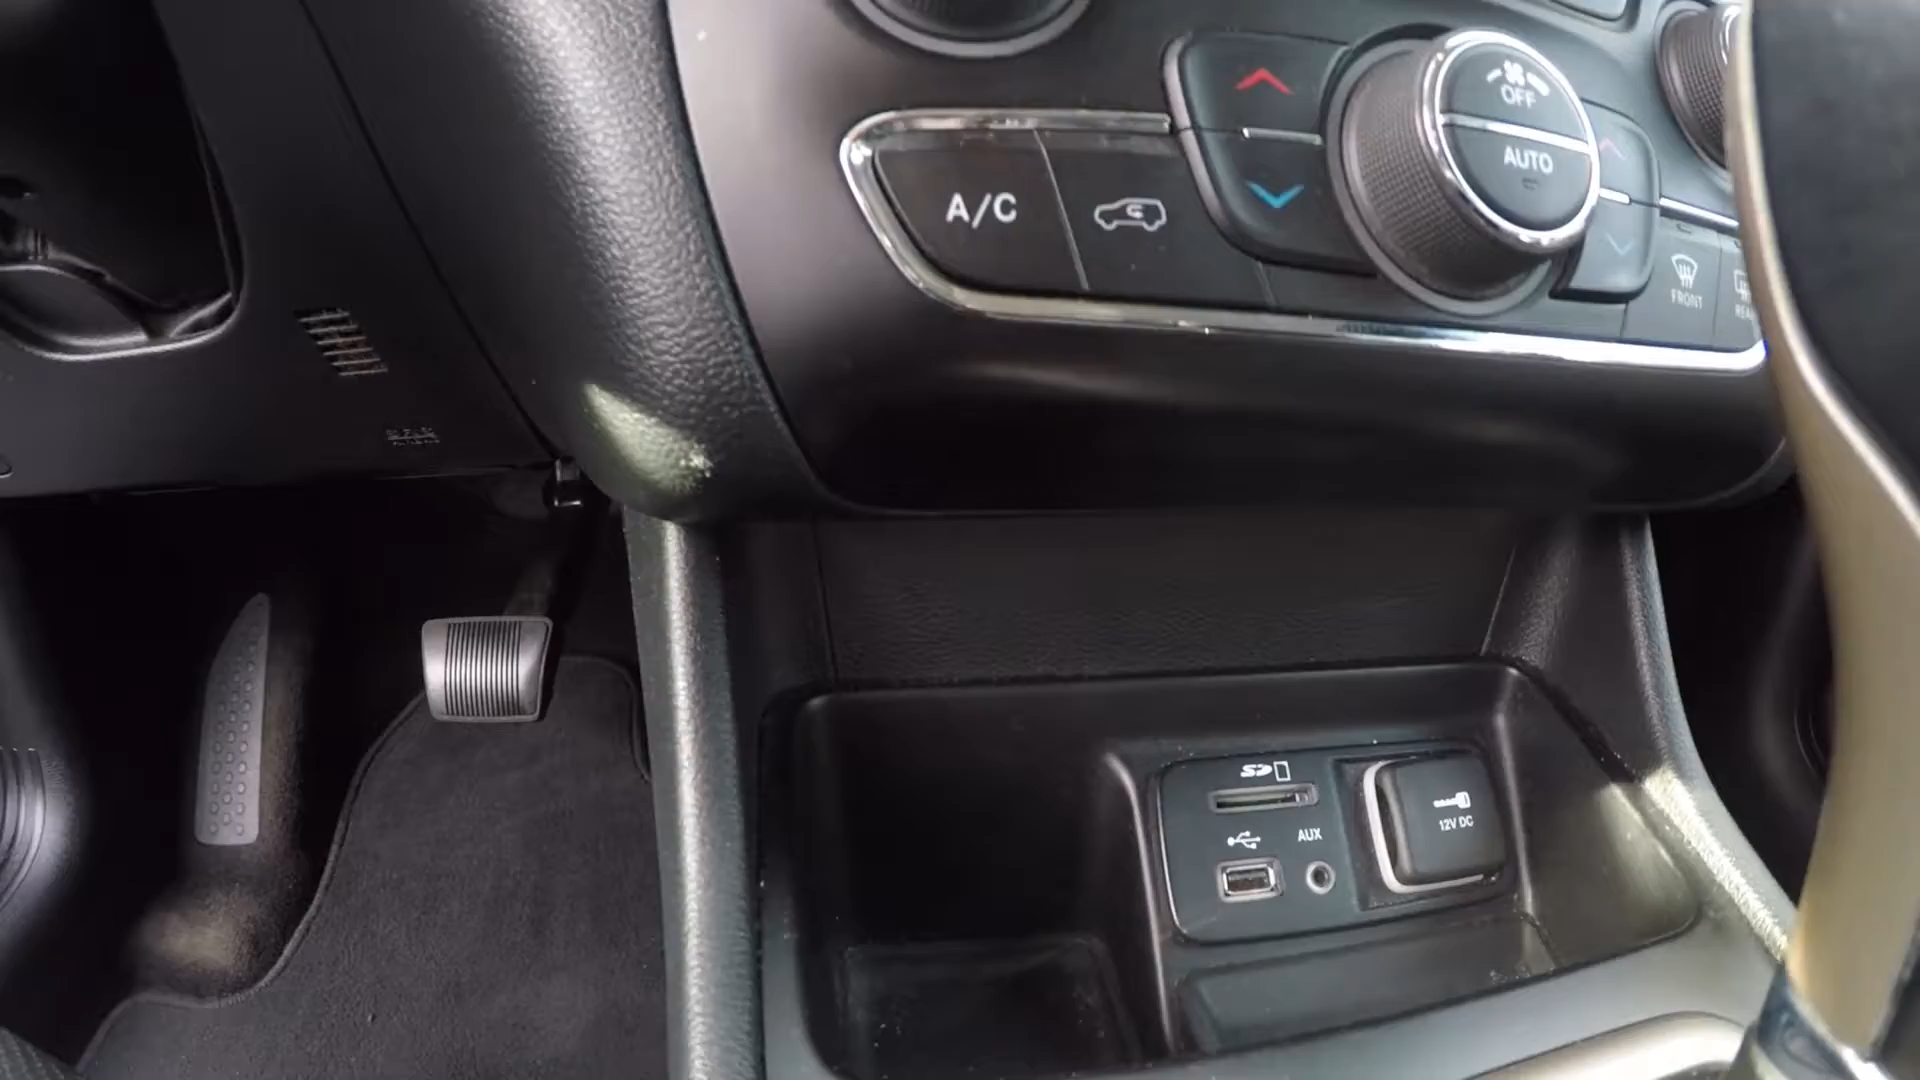 OFF
AUTO
A/C
FRONT
SD
AUX
12V DC